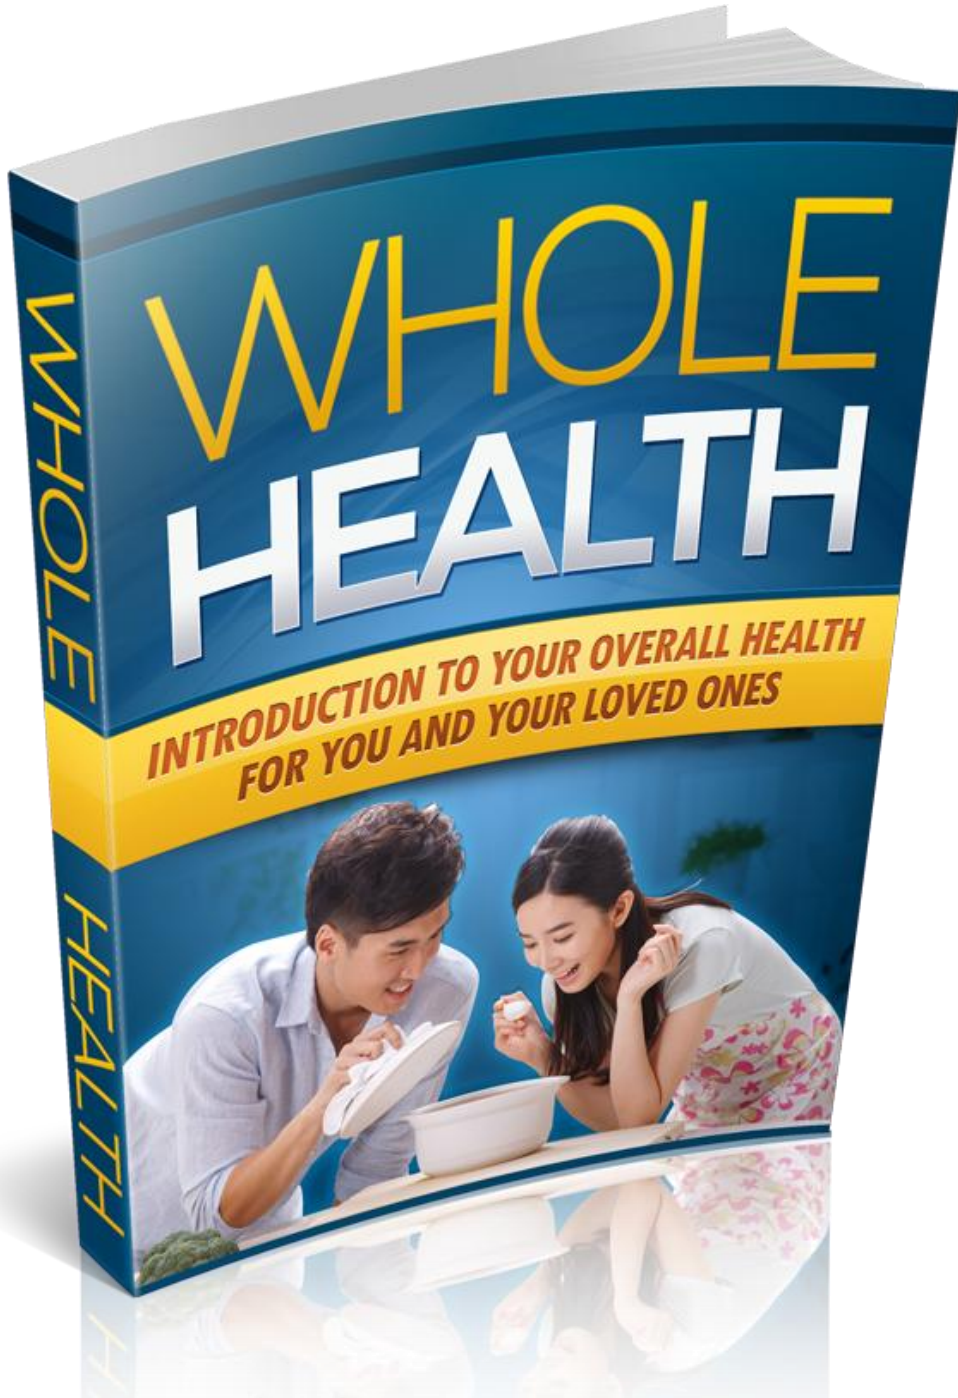 WHOLE
HEALTH
INTRODUCTION TO YOUR OVERALL HEALTH
FOR YOU AND YOUR LOVED ONES
WHOLE HEALTH